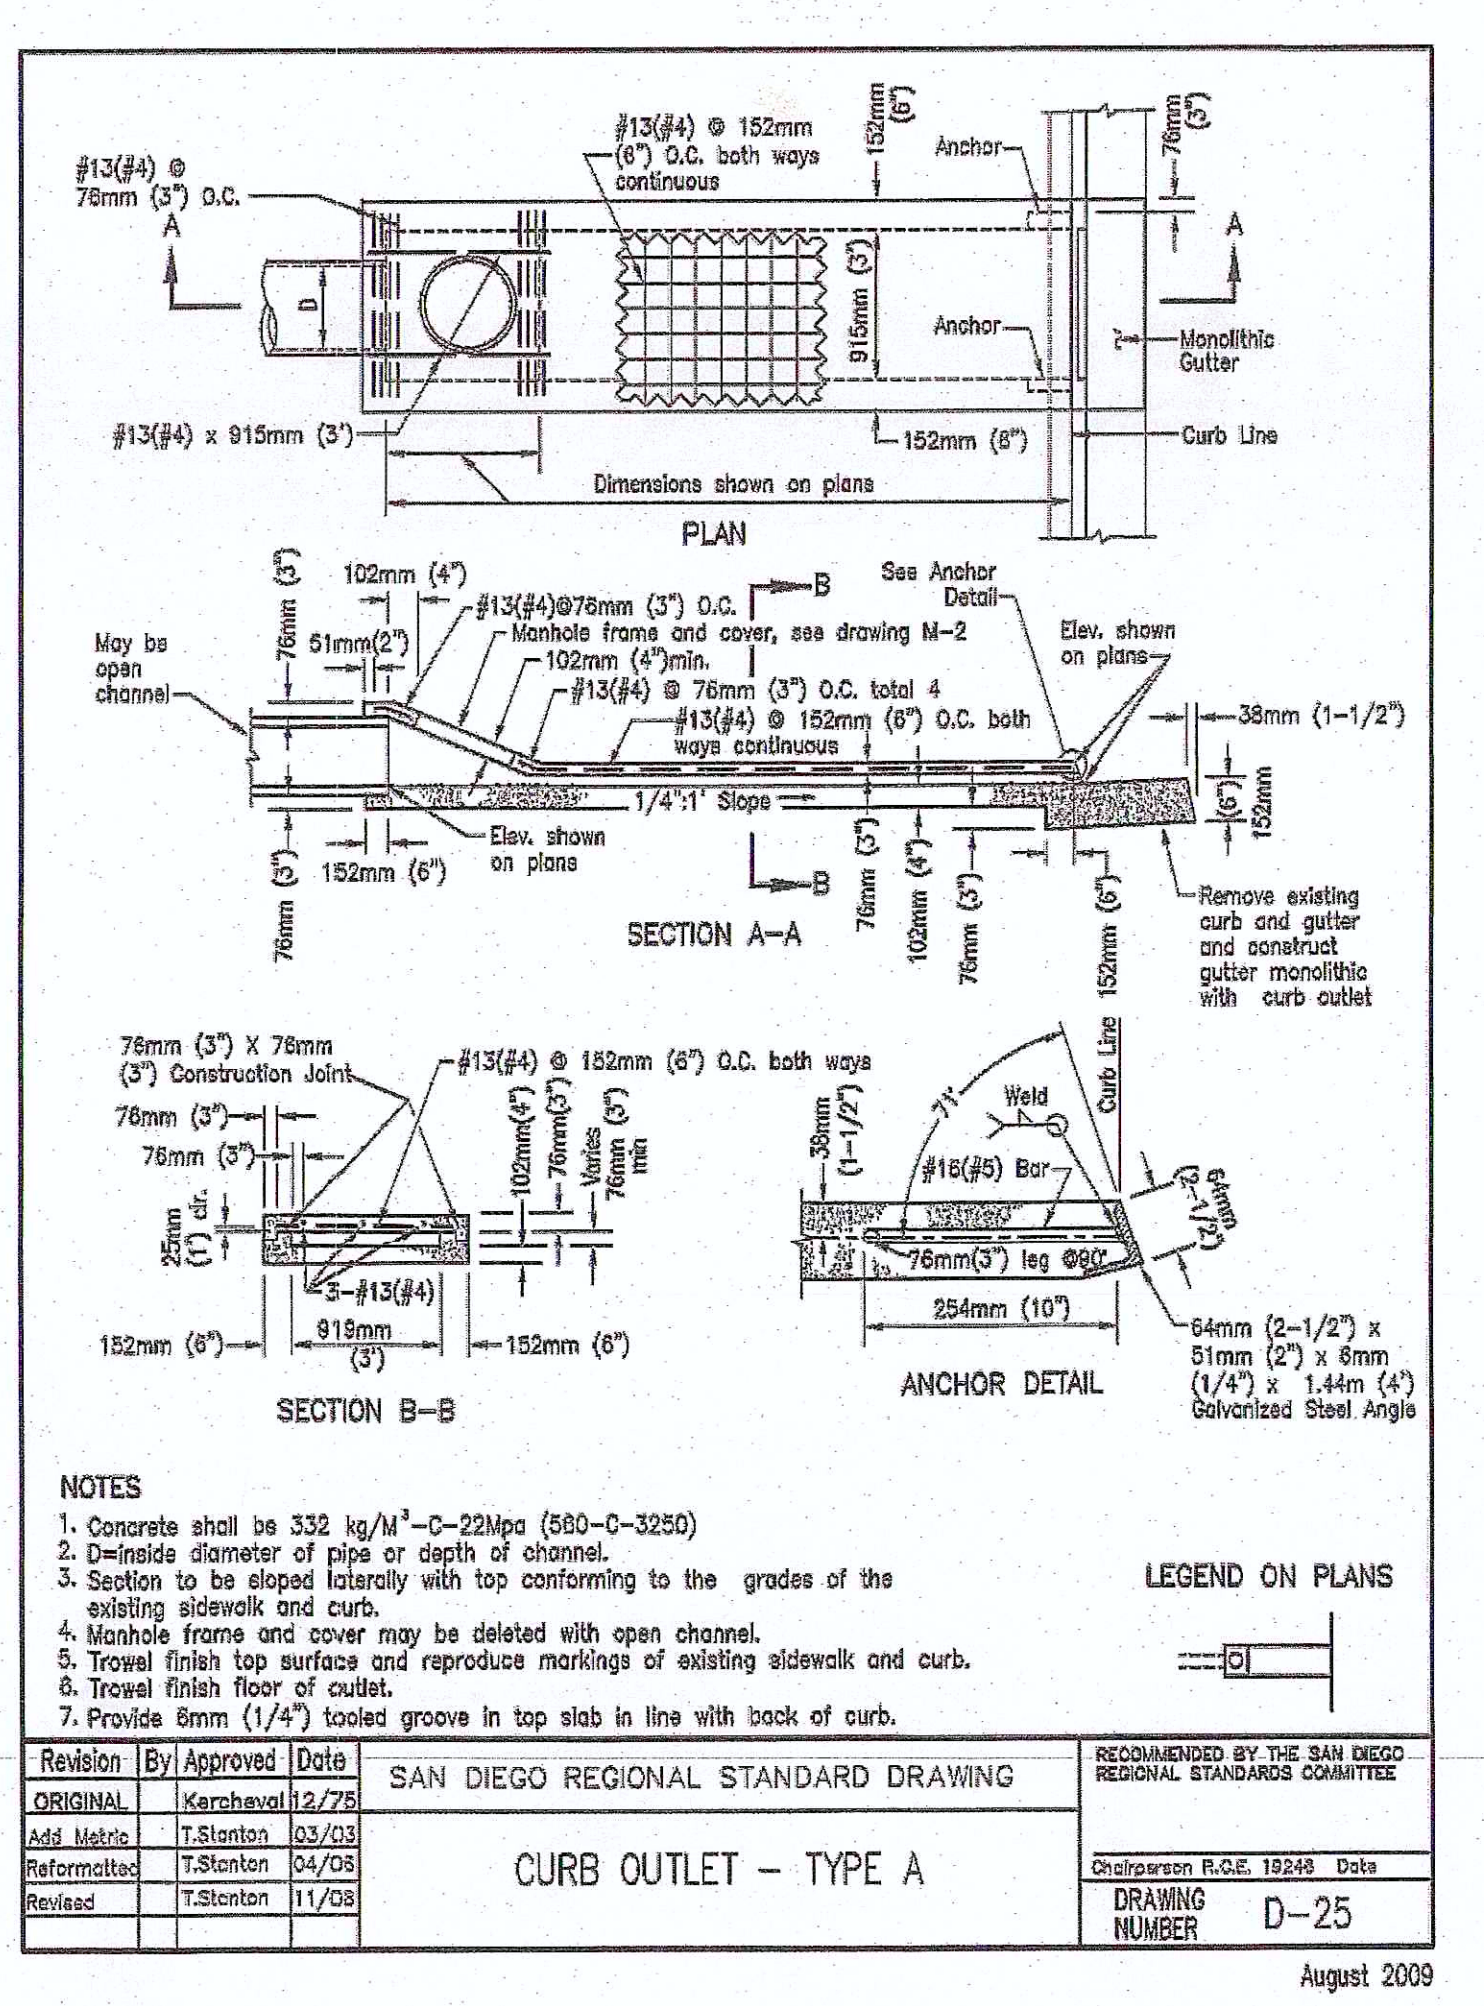 #13(#4) @
76mm (3") O.C.
A
#13(#4) @ 152mm
(6") O.C. both ways
continuous
152mm
(6")
Anchor
76mm
(3")
A
D
915mm (3')
Anchor
2"
Monolithic
Gutter
#13(#4) x 915mm (3')
152mm (6")
Curb Line
Dimensions shown on plans
PLAN
76mm (3")
102mm (4")
51mm(2")
#13(#4)@76mm (3") O.C.
B
See Anchor
Detail
Manhole frame and cover, see drawing M-2
102mm (4")min.
#13(#4) @ 76mm (3") O.C. total 4
#13(#4) @ 152mm (6") O.C. both
ways continuous
May be
open
channel
Elev. shown
on plans
38mm (1-1/2")
1/4":1' Slope
(6")
152mm
Elev. shown
on plans
76mm (3")
152mm (6")
B
76mm (3")
102mm (4")
76mm (3")
Curb Line 152mm (6")
Remove existing
curb and gutter
and construct
gutter monolithic
with curb outlet
SECTION A-A
76mm (3") X 76mm
(3") Construction Joint
76mm (3")
76mm (3")
25mm
(1") clr.
#13(#4) @ 152mm (6") O.C. both ways
102mm(4")
76mm(3")
Varies
76mm (3")
min
3-#13(#4)
152mm (6")
919mm
(3')
152mm (6")
SECTION B-B
38mm
(1-1/2")
71°
Weld
#16(#5) Bar
64mm
(2-1/2")
76mm(3") leg @90°
254mm (10")
64mm (2-1/2") x
51mm (2") x 6mm
(1/4") x 1.44m (4')
Galvanized Steel Angle
ANCHOR DETAIL
NOTES
1. Concrete shall be 332 kg/M³-C-22Mpa (560-C-3250)
2. D=inside diameter of pipe or depth of channel.
3. Section to be sloped laterally with top conforming to the grades of the
existing sidewalk and curb.
4. Manhole frame and cover may be deleted with open channel.
5. Trowel finish top surface and reproduce markings of existing sidewalk and curb.
6. Trowel finish floor of outlet.
7. Provide 6mm (1/4") tooled groove in top slab in line with back of curb.
LEGEND ON PLANS
Revision By Approved Date
ORIGINAL Kercheval 12/75
Add Metric T.Stanton 03/03
Reformatted T.Stanton 04/06
Revised T.Stanton 11/08
SAN DIEGO REGIONAL STANDARD DRAWING
CURB OUTLET - TYPE A
RECOMMENDED BY THE SAN DIEGO
REGIONAL STANDARDS COMMITTEE
Chairperson R.C.E. 19246 Date
DRAWING
NUMBER D-25
August 2009